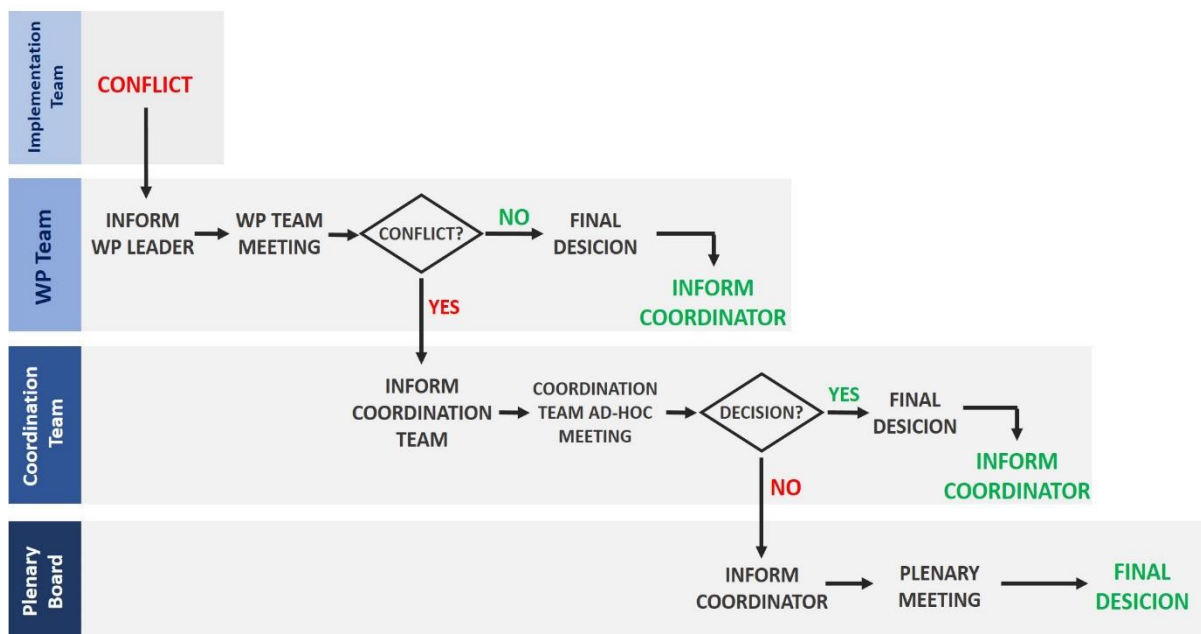 Implementation
Team
CONFLICT
WP Team
INFORM
WP LEADER
WP TEAM
MEETING
CONFLICT?
NO
FINAL
DESICION
INFORM
COORDINATOR
YES
Coordination
Team
INFORM
COORDINATION
TEAM
COORDINATION
TEAM AD-HOC
MEETING
DECISION?
YES
FINAL
DESICION
INFORM
COORDINATOR
NO
Plenary
Board
INFORM
COORDINATOR
PLENARY
MEETING
FINAL
DESICION